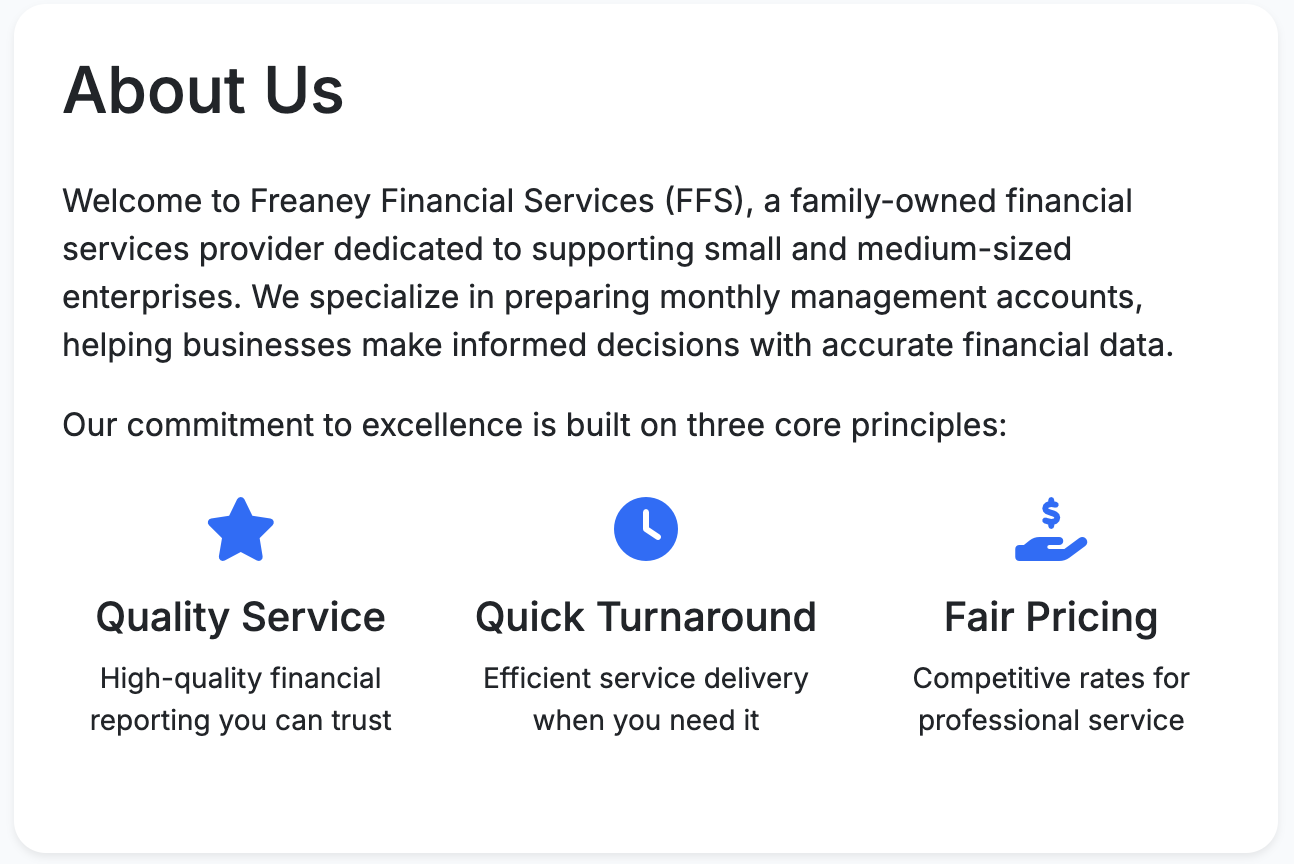 About Us
Welcome to Freaney Financial Services (FFS), a family-owned financial
services provider dedicated to supporting small and medium-sized
enterprises. We specialize in preparing monthly management accounts,
helping businesses make informed decisions with accurate financial data.
Our commitment to excellence is built on three core principles:
$
Quality Service
High-quality financial
reporting you can trust
Quick Turnaround
Efficient service delivery
when you need it
Fair Pricing
Competitive rates for
professional service